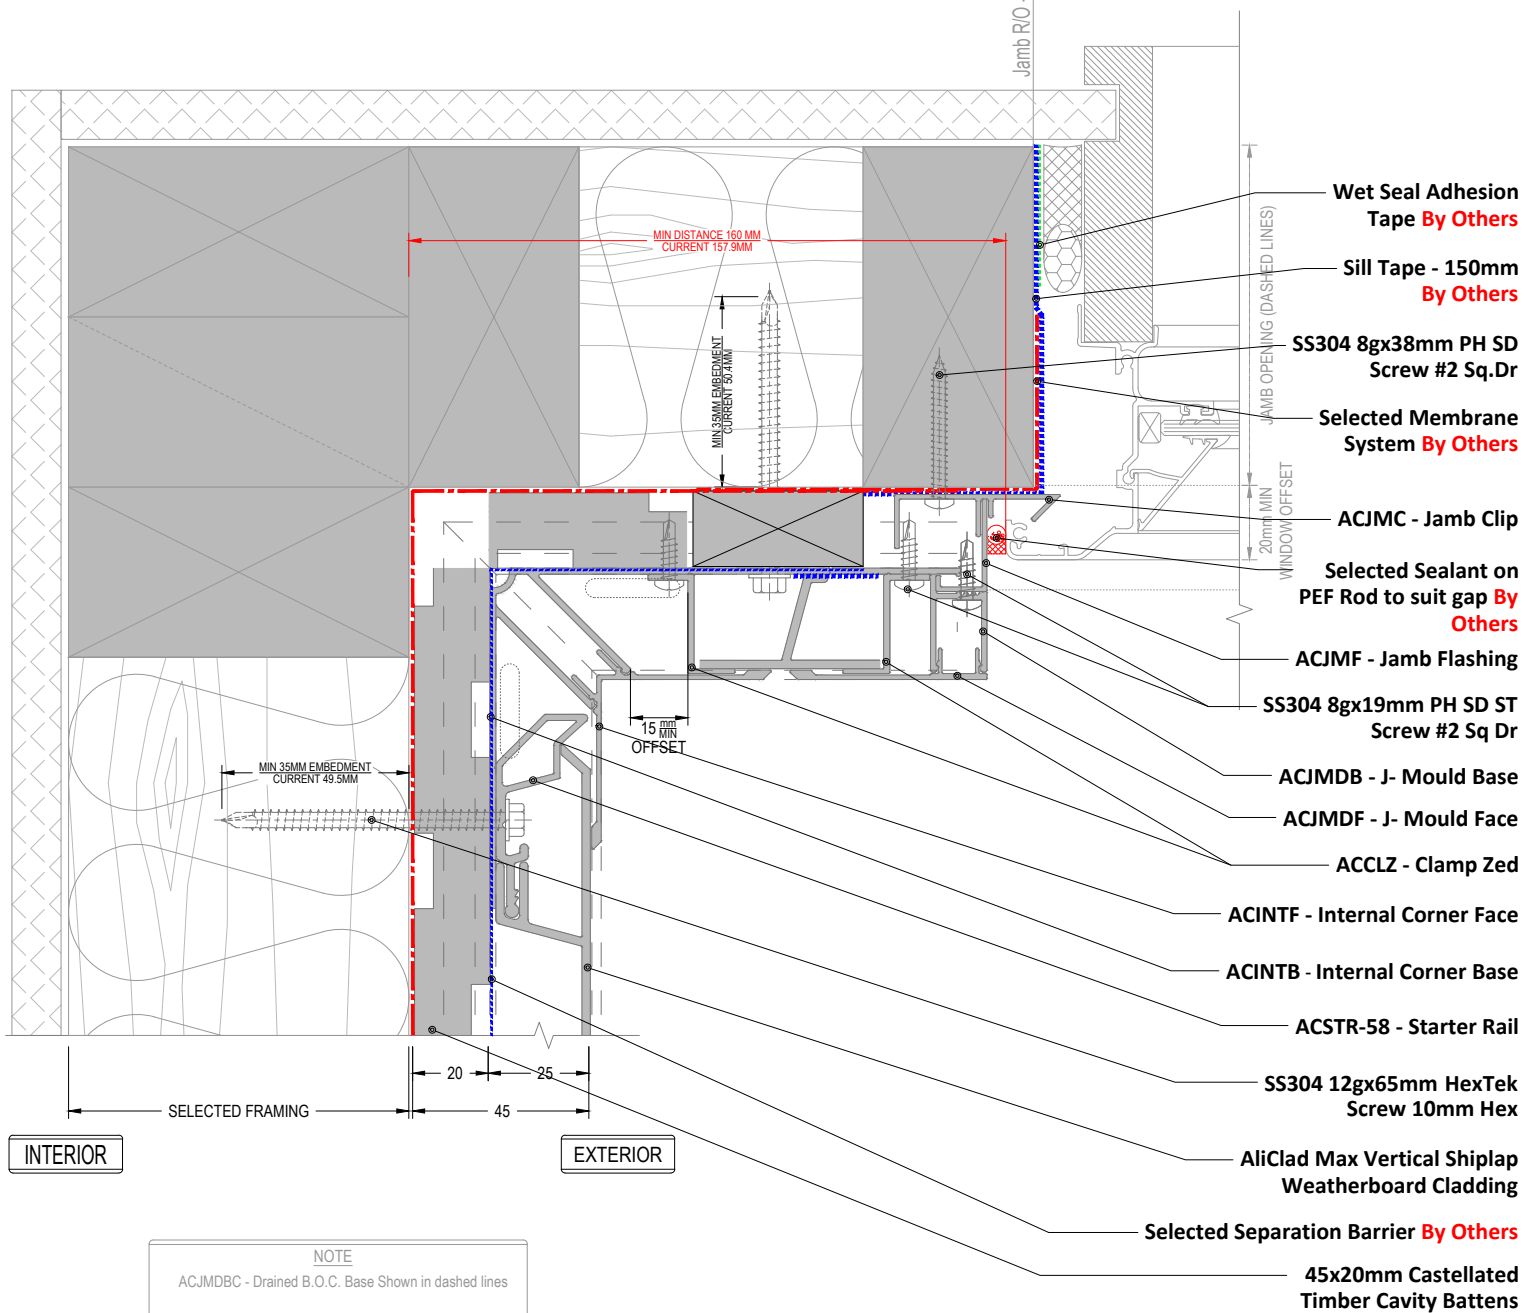 Jamb R/O -
Wet Seal Adhesion
Tape By Others
Sill Tape - 150mm
By Others
SS304 8gx38mm PH SD
Screw #2 Sq.Dr
Selected Membrane
System By Others
ACJMC - Jamb Clip
Selected Sealant on
PEF Rod to suit gap By
Others
ACJMF - Jamb Flashing
SS304 8gx19mm PH SD ST
Screw #2 Sq Dr
ACJMDB - J- Mould Base
ACJMDF - J- Mould Face
ACCLZ - Clamp Zed
ACINTF - Internal Corner Face
ACINTB - Internal Corner Base
ACSTR-58 - Starter Rail
SS304 12gx65mm HexTek
Screw 10mm Hex
AliClad Max Vertical Shiplap
Weatherboard Cladding
Selected Separation Barrier By Others
45x20mm Castellated
Timber Cavity Battens
JAMB OPENING (DASHED LINES)
20mm MIN
WINDOW OFFSET
MIN DISTANCE 160 MM
CURRENT 157.9MM
MIN 35MM EMBEDMENT
CURRENT 50.4MM
15 mm MIN
OFFSET
MIN 35MM EMBEDMENT
CURRENT 49.5MM
20
25
SELECTED FRAMING
45
INTERIOR
EXTERIOR
NOTE
ACJMDBC - Drained B.O.C. Base Shown in dashed lines